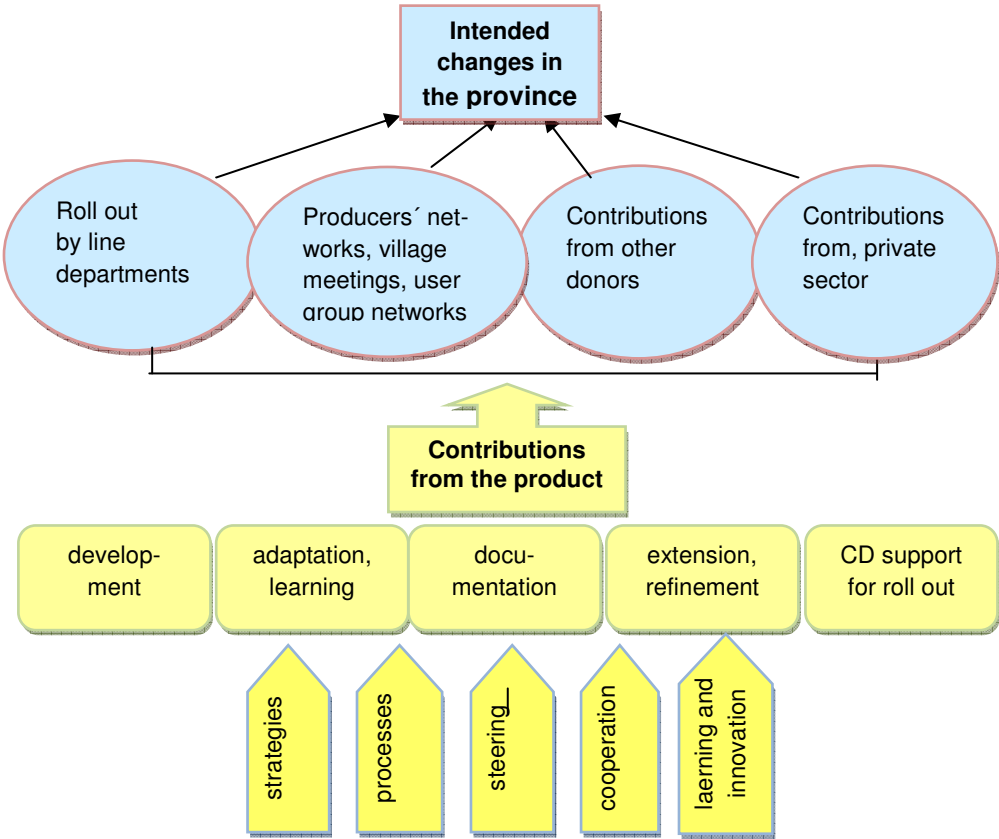 Intended
changes in
the province
Roll out
by line
departments
Producers´ net-
works, village
meetings, user
group networks
Contributions
from other
donors
Contributions
from, private
sector
Contributions
from the product
develop-
ment
adaptation,
learning
docu-
mentation
extension,
refinement
CD support
for roll out
strategies
processes
steering_
cooperation
laerning and
innovation